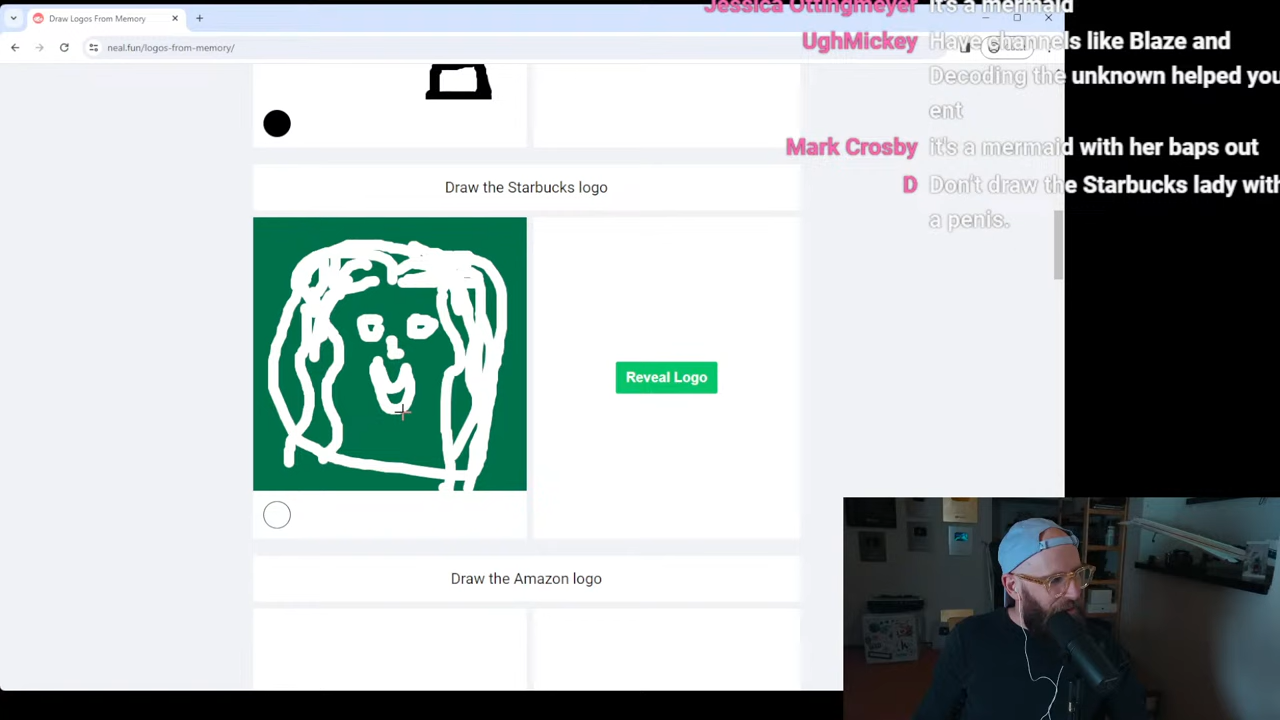 Draw Logos From Memory
neal.fun/logos-from-memory/
Jessica Ottingmeyer It's a mermaid
UghMickey Have channels like Blaze and
Decoding the unknown helped you
ent
Mark Crosby it's a mermaid with her baps out
D Don't draw the Starbucks lady with
a penis.
Draw the Starbucks logo
Reveal Logo
Draw the Amazon logo